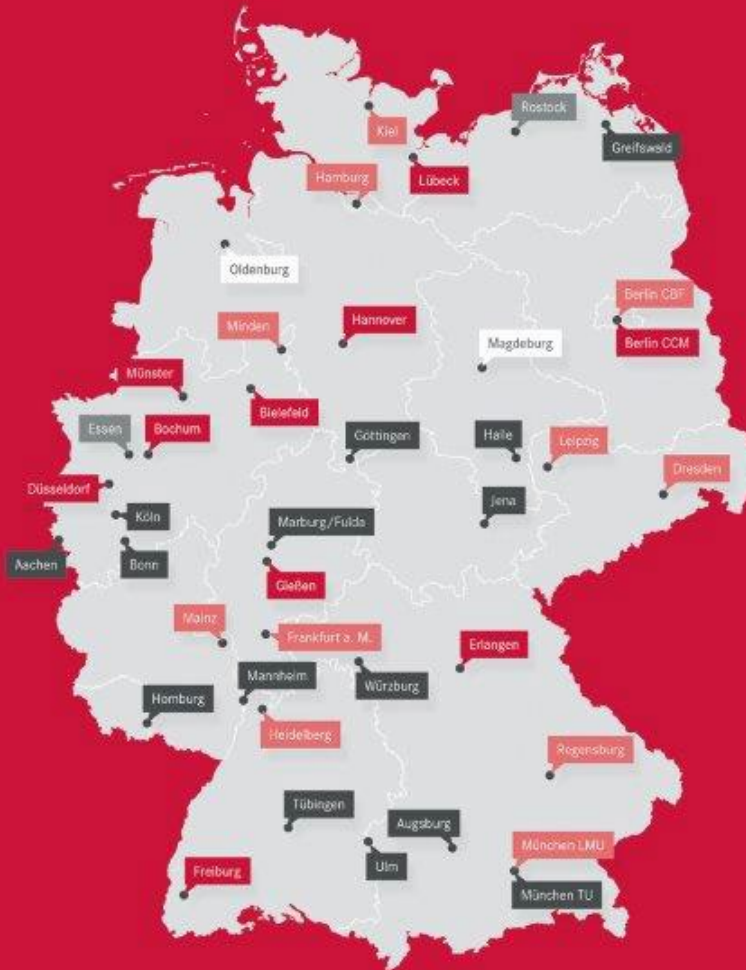 Rostock
Kiel
Greifswald
Hamburg
Lübeck
Oldenburg
Berlin CBF
Minden
Hannover
Magdeburg
Berlin CCM
Münster
Bielefeld
Essen
Bochum
Göttingen
Halle
Leipzig
Dresden
Düsseldorf
Köln
Marburg/Fulda
Jena
Aachen
Bonn
Gießen
Mainz
Frankfurt a. M.
Erlangen
Mannheim
Würzburg
Homburg
Heidelberg
Regensburg
Tübingen
Augsburg
München LMU
Ulm
Freiburg
München TU